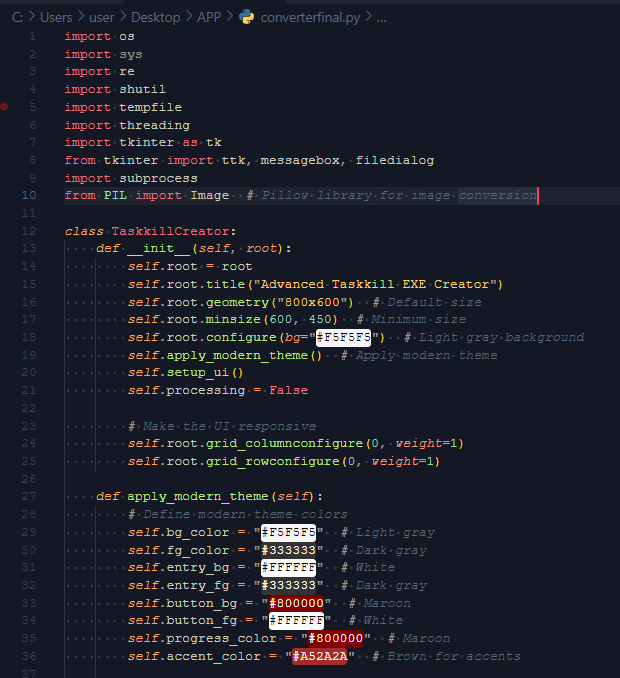 C: > Users > user > Desktop > APP > converterfinal.py > ...
1 import os
2 import sys
3 import re
4 import shutil
5 import tempfile
6 import threading
7 import tkinter as tk
8 from tkinter import ttk, messagebox, filedialog
9 import subprocess
10 from PIL import Image  # Pillow library for image conversion
11
12 class TaskkillCreator:
13     def __init__(self, root):
14         self.root = root
15         self.root.title("Advanced Taskkill EXE Creator")
16         self.root.geometry("800x600")  # Default size
17         self.root.minsize(600, 450)  # Minimum size
18         self.root.configure(bg="#F5F5F5")  # Light gray background
19         self.apply_modern_theme()  # Apply modern theme
20         self.setup_ui()
21         self.processing = False
22
23         # Make the UI responsive
24         self.root.grid_columnconfigure(0, weight=1)
25         self.root.grid_rowconfigure(0, weight=1)
26
27     def apply_modern_theme(self):
28         # Define modern theme colors
29         self.bg_color = "#F5F5F5"  # Light gray
30         self.fg_color = "#333333"  # Dark gray
31         self.entry_bg = "#FFFFFF"  # White
32         self.entry_fg = "#333333"  # Dark gray
33         self.button_bg = "#800000"  # Maroon
34         self.button_fg = "#FFFFFF"  # White
35         self.progress_color = "#800000"  # Maroon
36         self.accent_color = "#A52A2A"  # Brown for accents
37